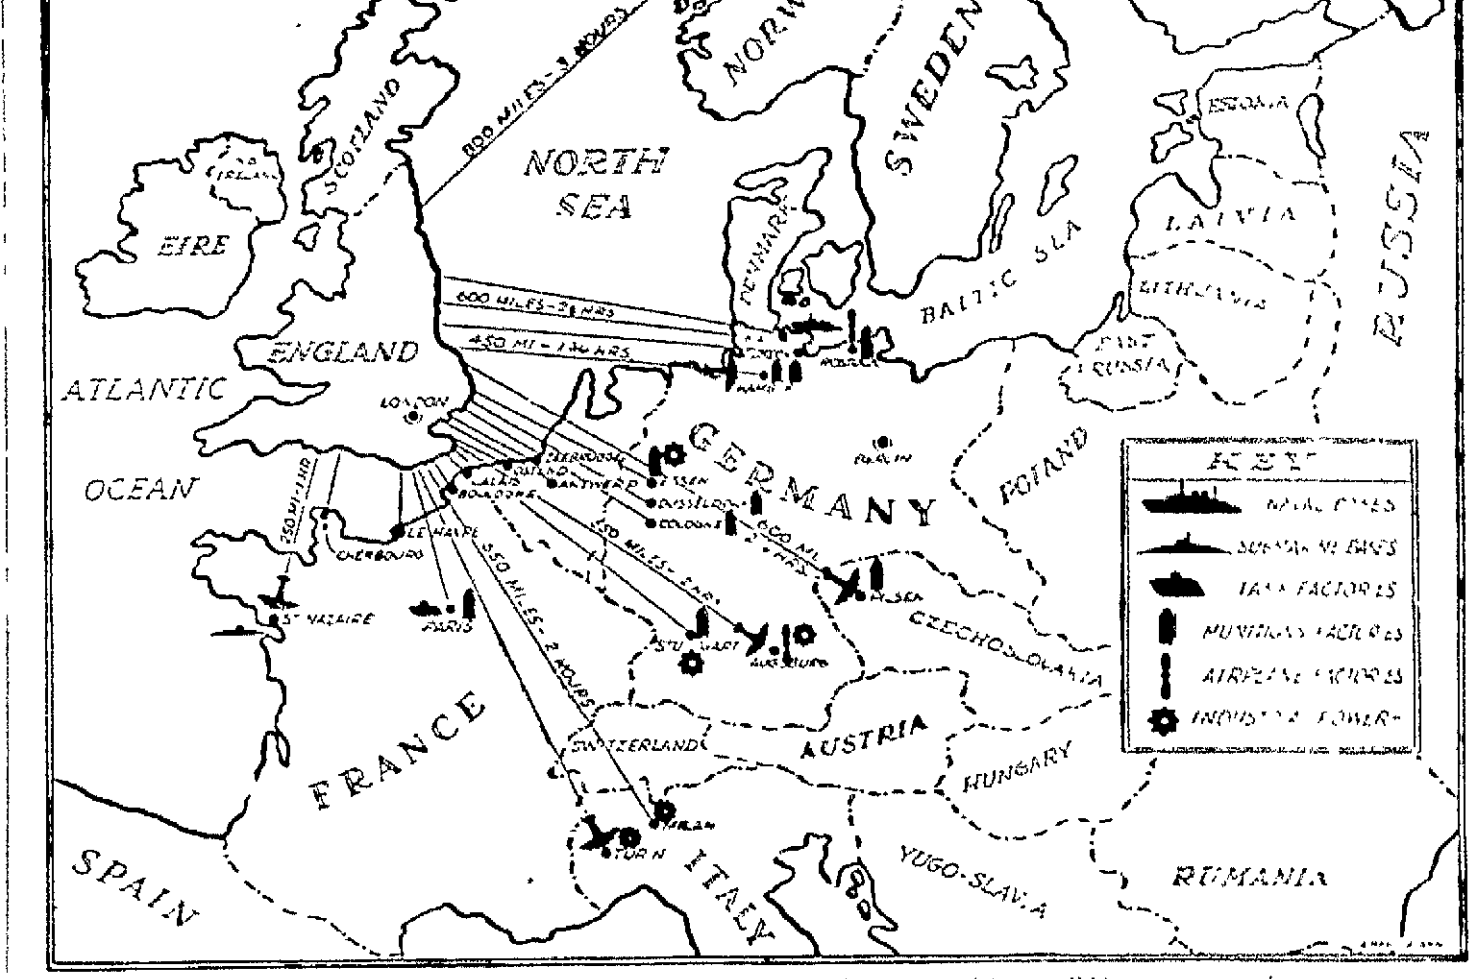 800 MILES-3 HOURS
NORW
SWEDEN
ESTONIA
SCOTLAND
NORTH
SEA
IRELAND
EIRE
DENMARK
LATVIA
RUSSIA
BALTIC SEA
LITHUANIA
600 MILES-2½ HRS
450 MI-1¾ HRS
ENGLAND
ATLANTIC
OCEAN
LONDON
EAST
PRUSSIA
GERMANY
BERLIN
POLAND
ZEEBRUGGE
OSTEND
CALAIS
ANTWERP
BOULOGNE
ESSEN
DUSSELDORF
COLOGNE
250 MI-1 HR
LE HAVRE
CHERBOURG
550 MILES-2 HOURS
600 MI
PILSEN
ST NAZAIRE
PARIS
STUTTGART
AUGSBURG
CZECHOSLOVAKIA
FRANCE
SWITZERLAND
AUSTRIA
HUNGARY
MILAN
TURIN
ITALY
YUGO-SLAVIA
RUMANIA
SPAIN
KEY
NAVAL BASES
SUBMARINE BASES
TANK FACTORIES
MUNITIONS FACTORIES
AIRPLANE FACTORIES
INDUSTRIAL POWER